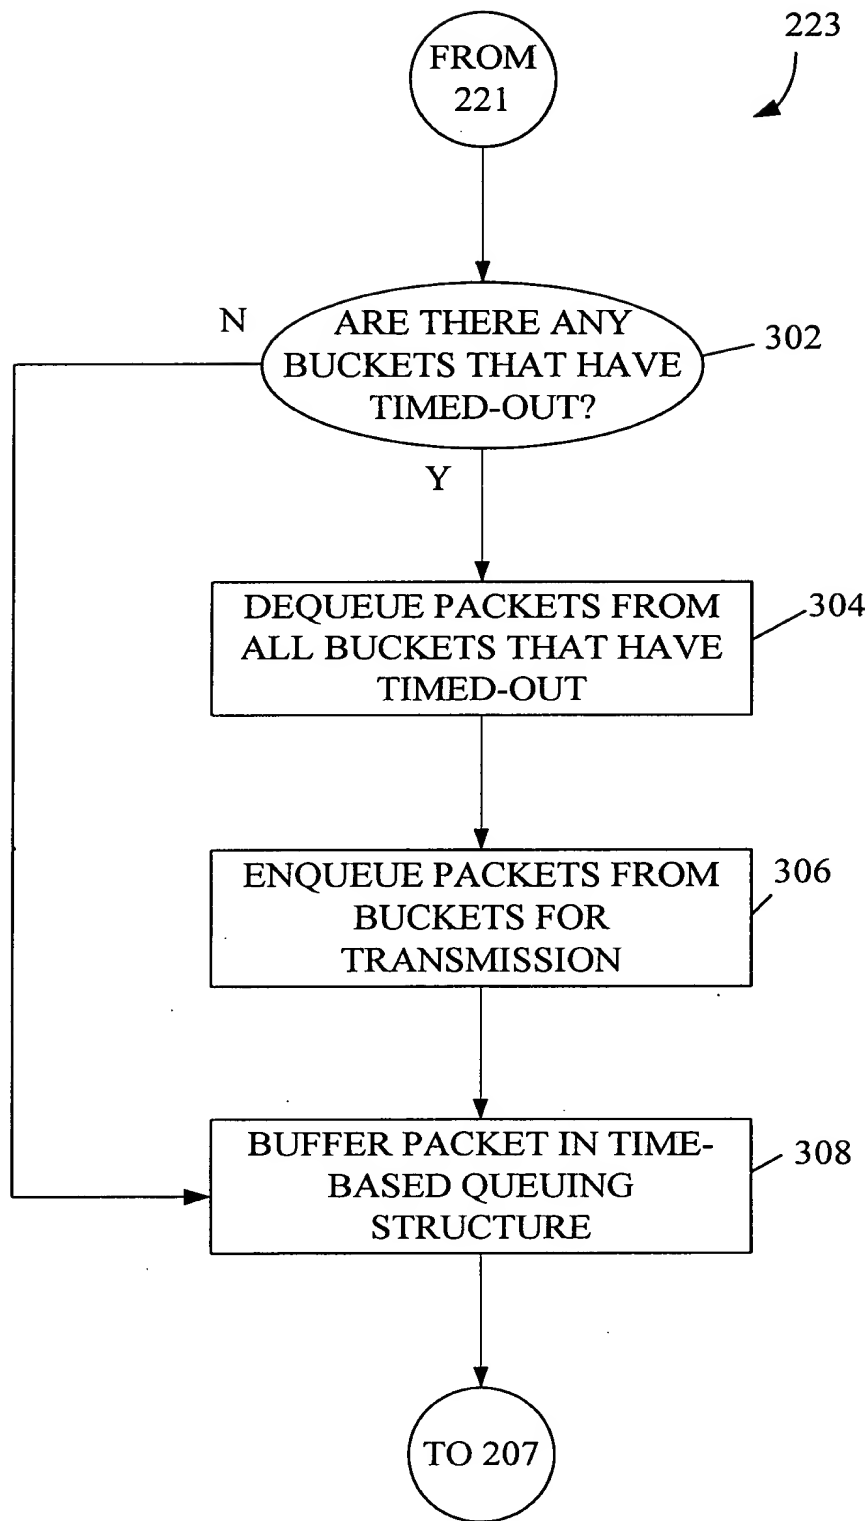 FROM
221
223
N
ARE THERE ANY
BUCKETS THAT HAVE
TIMED-OUT?
302
Y
DEQUEUE PACKETS FROM
ALL BUCKETS THAT HAVE
TIMED-OUT
304
ENQUEUE PACKETS FROM
BUCKETS FOR
TRANSMISSION
306
BUFFER PACKET IN TIME-
BASED QUEUING
STRUCTURE
308
TO 207